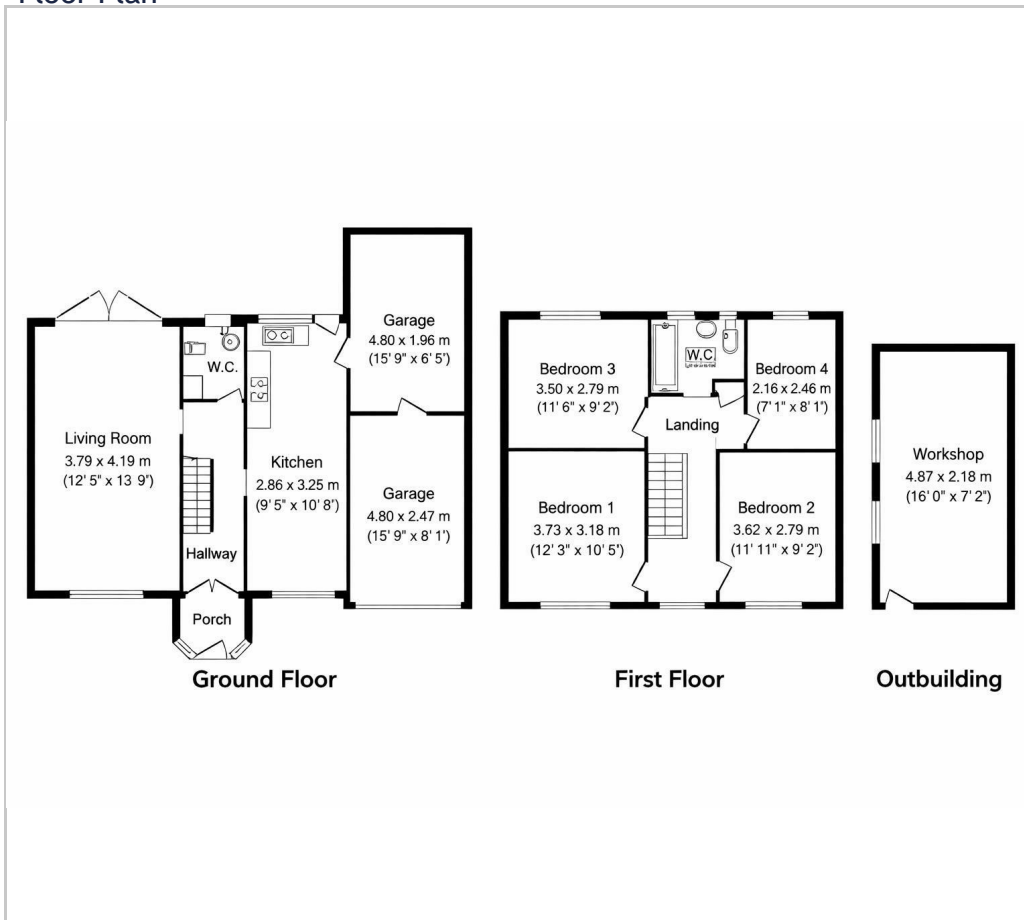 Floor Plan
Garage
4.80 x 1.96 m
(15' 9" x 6' 5")
W.C.
Living Room
3.79 x 4.19 m
(12' 5" x 13 9")
Kitchen
2.86 x 3.25 m
(9' 5" x 10' 8")
Garage
4.80 x 2.47 m
(15' 9" x 8' 1")
Hallway
Porch
Ground Floor
Bedroom 3
3.50 x 2.79 m
(11' 6" x 9' 2")
W.C.
Bedroom 4
2.16 x 2.46 m
(7' 1" x 8' 1")
Landing
Bedroom 1
3.73 x 3.18 m
(12' 3" x 10' 5")
Bedroom 2
3.62 x 2.79 m
(11' 11" x 9' 2")
First Floor
Workshop
4.87 x 2.18 m
(16' 0" x 7' 2")
Outbuilding